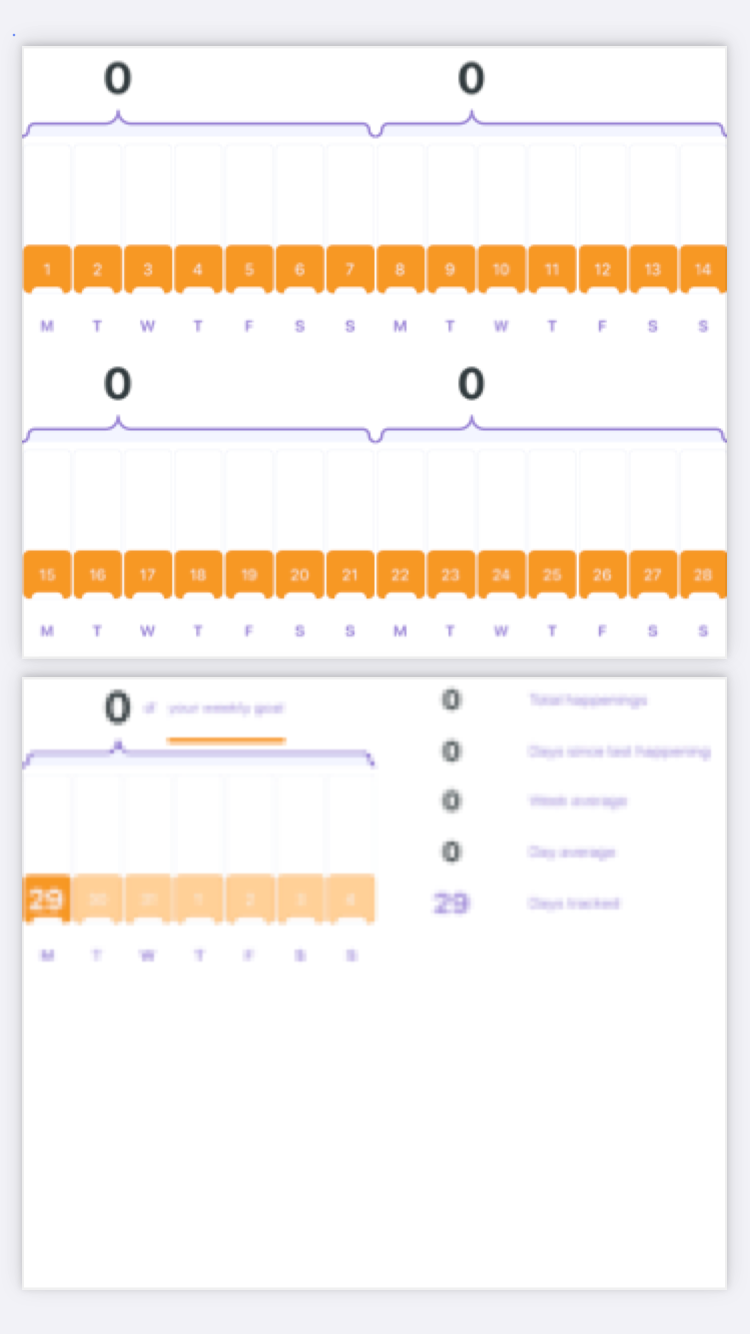 0 0
1 2 3 4 5 6 7 8 9 10 11 12 13 14
M T W T F S S M T W T F S S
0 0
15 16 17 18 19 20 21 22 23 24 25 26 27 28
M T W T F S S M T W T F S S
0 of your weekly goal
29 30 31 1 2 3 4
M T W T F S S
0 Total happenings
0 Days since last happening
0 Week average
0 Day average
29 Days tracked